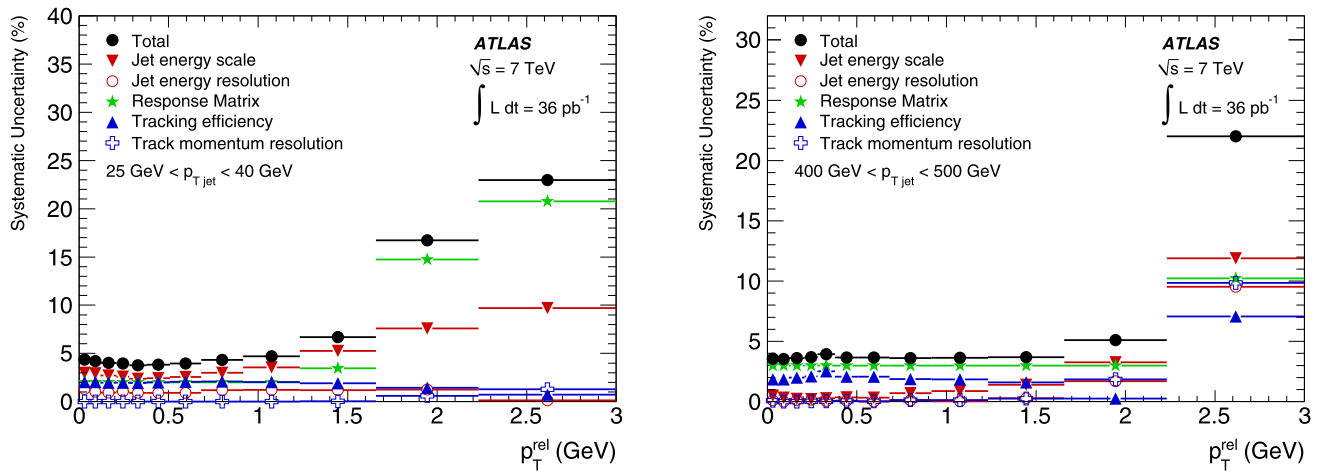 Systematic Uncertainty (%)
40
35
30
25
20
15
10
5
0
Total
Jet energy scale
Jet energy resolution
Response Matrix
Tracking efficiency
Track momentum resolution
25 GeV < p_T jet < 40 GeV
ATLAS
√s = 7 TeV
∫ L dt = 36 pb⁻¹
0 0.5 1 1.5 2 2.5 3
p_T^rel (GeV)
Systematic Uncertainty (%)
30
25
20
15
10
5
0
Total
Jet energy scale
Jet energy resolution
Response Matrix
Tracking efficiency
Track momentum resolution
400 GeV < p_T jet < 500 GeV
ATLAS
√s = 7 TeV
∫ L dt = 36 pb⁻¹
0 0.5 1 1.5 2 2.5 3
p_T^rel (GeV)